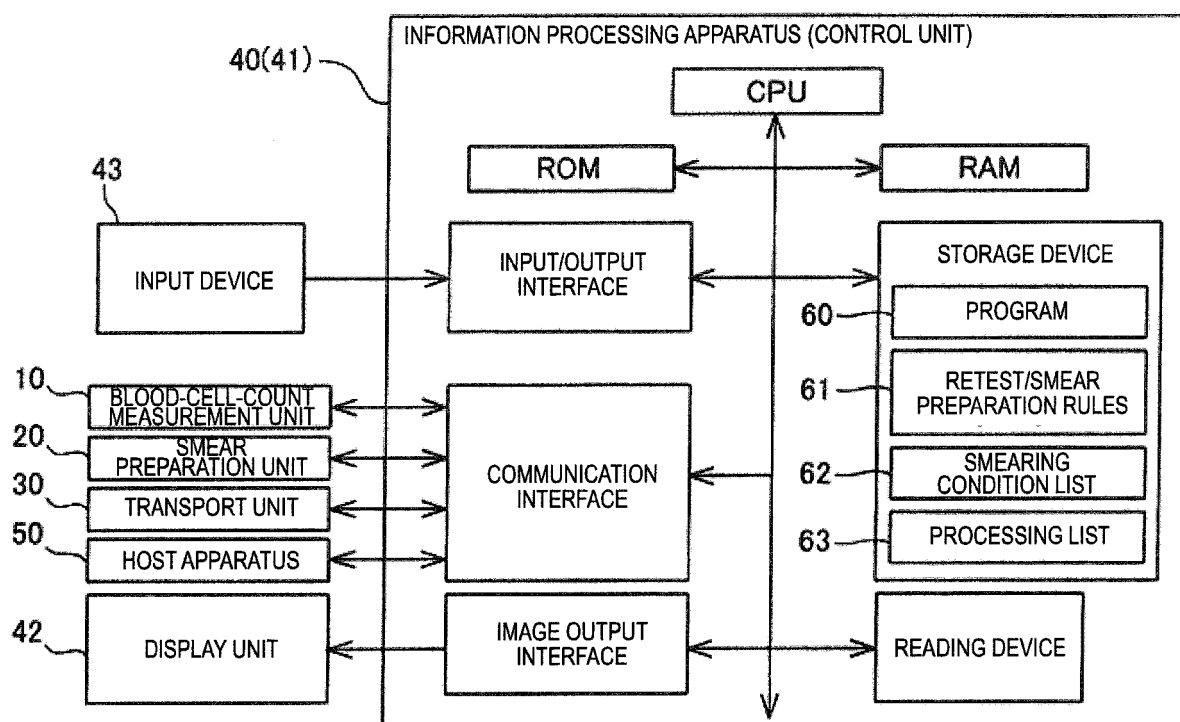 INFORMATION PROCESSING APPARATUS (CONTROL UNIT)
40(41)
CPU
ROM
RAM
43
INPUT DEVICE
INPUT/OUTPUT
INTERFACE
STORAGE DEVICE
60
PROGRAM
61
RETEST/SMEAR
PREPARATION RULES
62
SMEARING
CONDITION LIST
63
PROCESSING LIST
10
BLOOD-CELL-COUNT
MEASUREMENT UNIT
20
SMEAR
PREPARATION UNIT
30
TRANSPORT UNIT
50
HOST APPARATUS
COMMUNICATION
INTERFACE
42
DISPLAY UNIT
IMAGE OUTPUT
INTERFACE
READING DEVICE